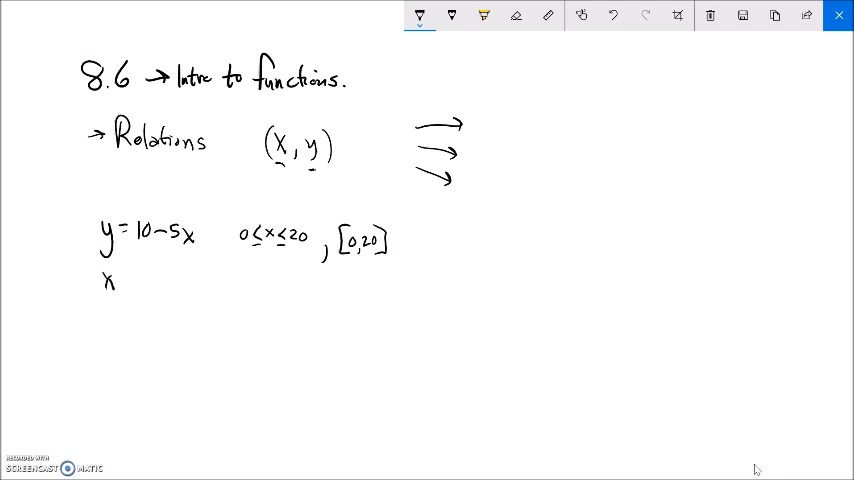 8.6 → Intro to functions.
→ Relations (x, y)
y = 10-5x 0≤x≤20 , [0,20]
x
RECORDED WITH
SCREENCAST MATIC